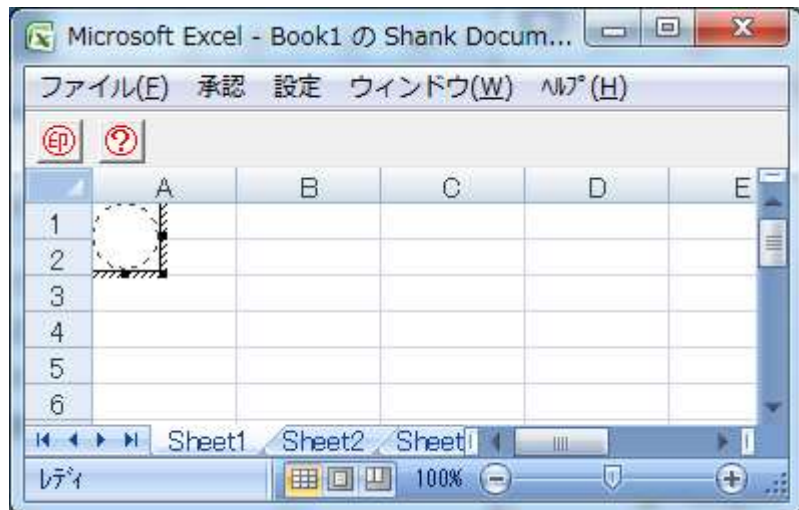 Microsoft Excel - Book1 の Shank Docum...
ファイル(F) 承認 設定 ウィンドウ(W) ﾍﾙﾌﾟ(H)
印 ?
A B C D E
1
2
3
4
5
6
Sheet1 Sheet2 Sheet
ﾚﾃﾞｨ 100%